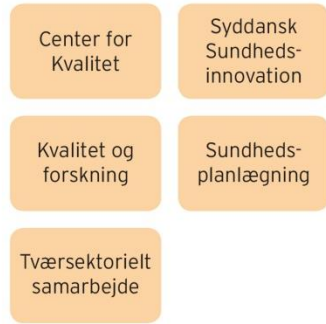 Center for
Kvalitet
Syddansk
Sundheds-
innovation
Kvalitet og
forskning
Sundheds-
planlægning
Tværsektorielt
samarbejde